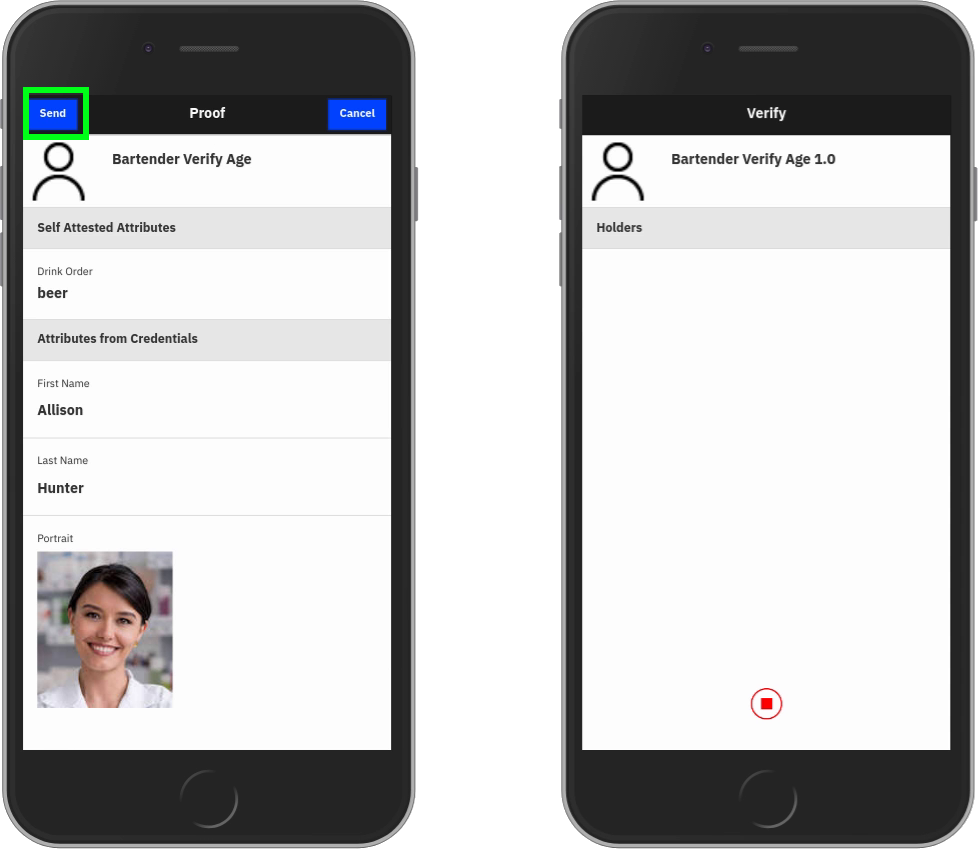 Send
Proof
Cancel
Bartender Verify Age
Self Attested Attributes
Drink Order
beer
Attributes from Credentials
First Name
Allison
Last Name
Hunter
Portrait
Verify
Bartender Verify Age 1.0
Holders